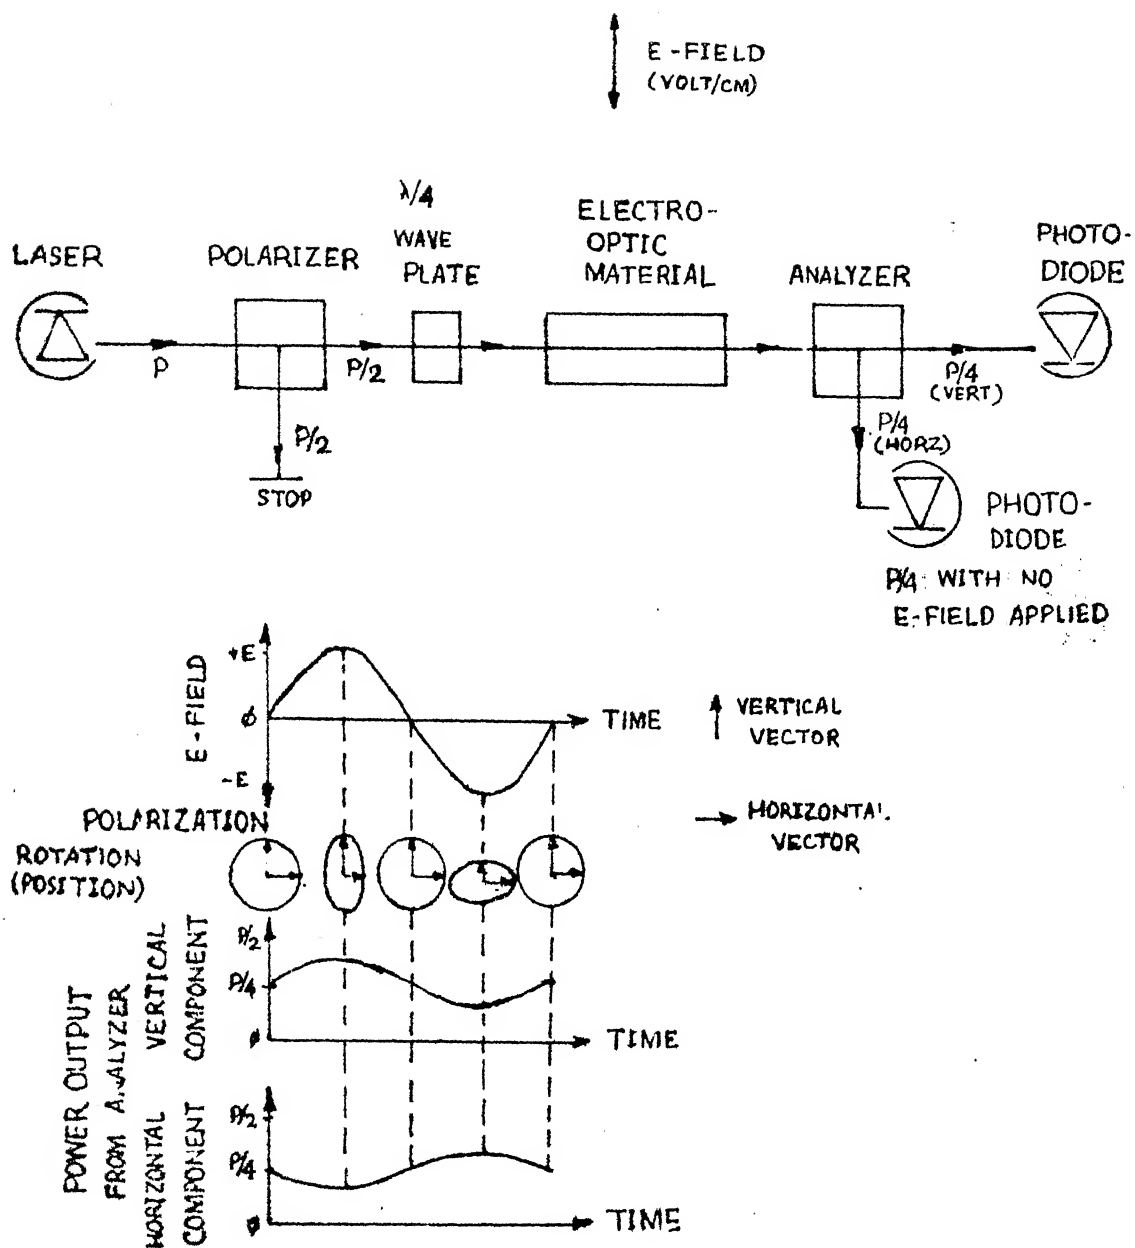 E-FIELD
(VOLT/CM)
LASER
POLARIZER
λ/4
WAVE
PLATE
ELECTRO-
OPTIC
MATERIAL
ANALYZER
PHOTO-
DIODE
P
P/2
P/2
STOP
P/4
(VERT)
P/4
(HORZ)
PHOTO-
DIODE
P/4 WITH NO
E-FIELD APPLIED
E-FIELD
+E
ϕ
-E
TIME
VERTICAL
VECTOR
HORIZONTAL
VECTOR
POLARIZATION
ROTATION
(POSITION)
POWER OUTPUT
FROM ANALYZER
VERTICAL
COMPONENT
P/2
P/4
ϕ
TIME
HORIZONTAL
COMPONENT
P/2
P/4
ϕ
TIME